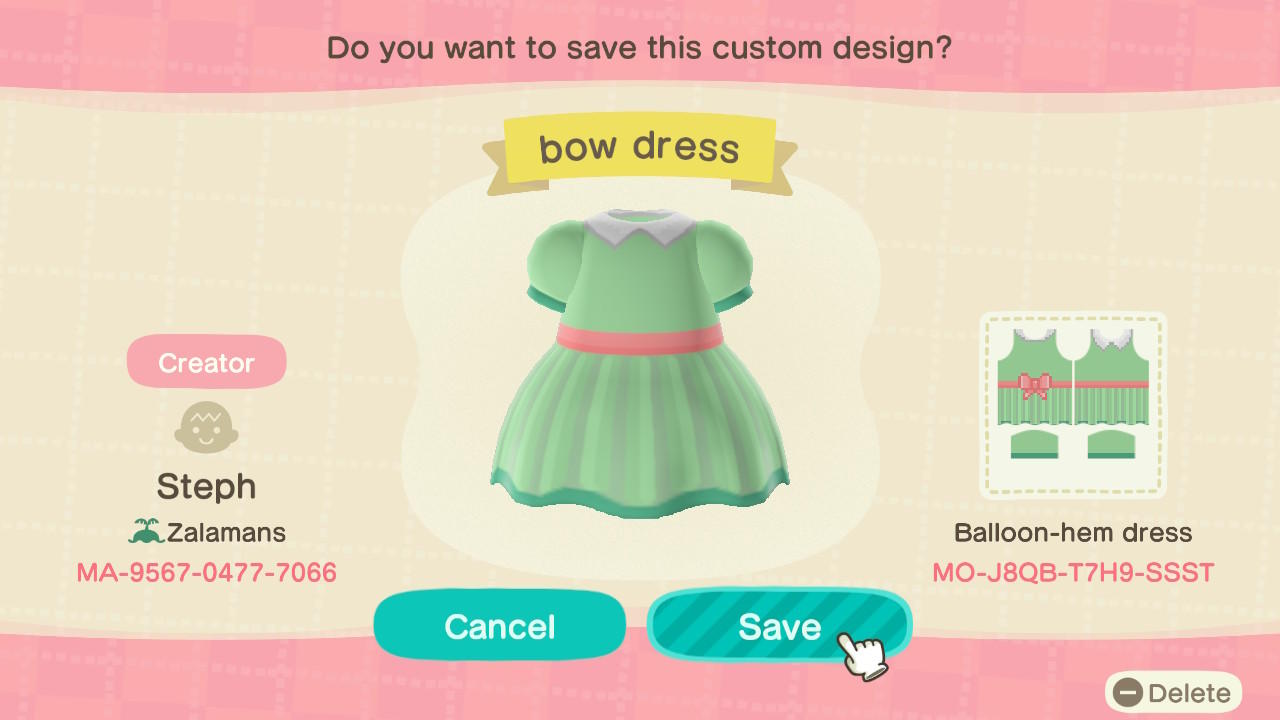 Do you want to save this custom design?
bow dress
Creator
Steph
Zalamans
MA-9567-0477-7066
Balloon-hem dress
MO-J8QB-T7H9-SSST
Cancel
Save
Delete